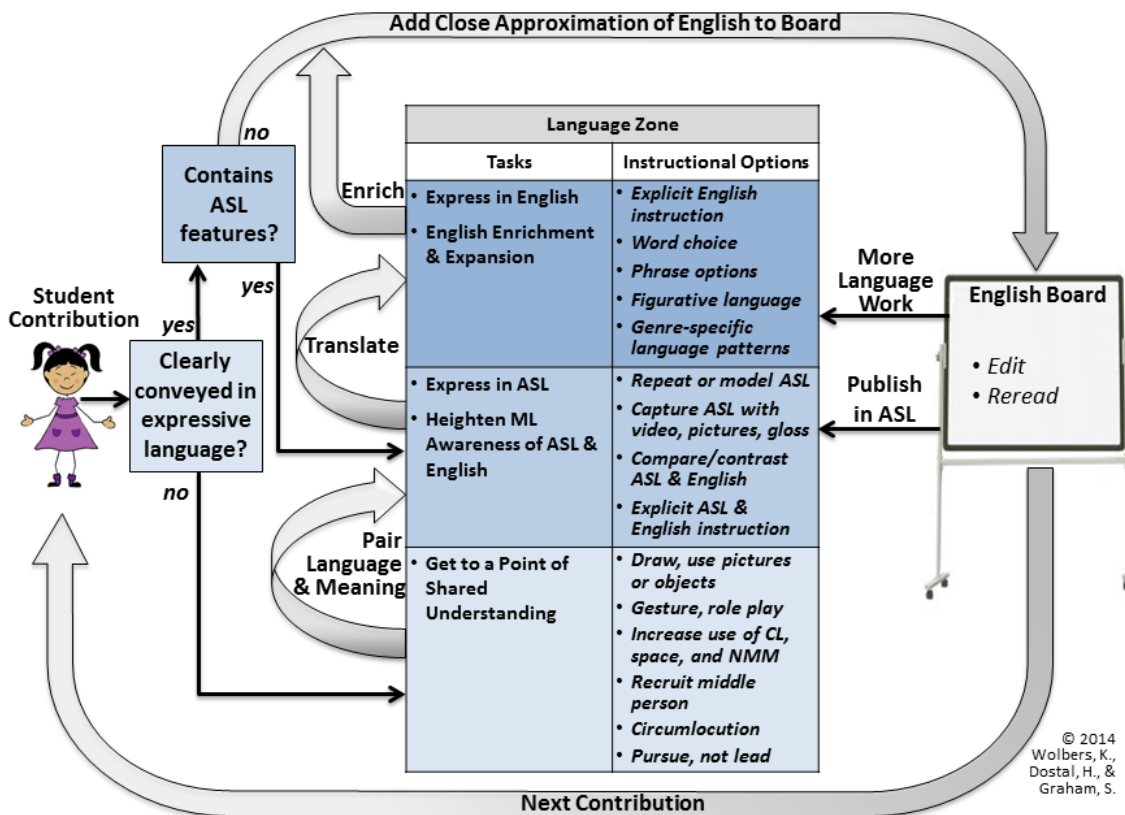 Add Close Approximation of English to Board
no
Contains
ASL
features?
yes
Student
Contribution
yes
Clearly
conveyed in
expressive
language?
no
Enrich
Translate
Pair
Language
& Meaning
Language Zone
Tasks
Instructional Options
• Express in English
• English Enrichment
& Expansion
• Explicit English
instruction
• Word choice
• Phrase options
• Figurative language
• Genre-specific
language patterns
• Express in ASL
• Heighten ML
Awareness of ASL &
English
• Repeat or model ASL
• Capture ASL with
video, pictures, gloss
• Compare/contrast
ASL & English
• Explicit ASL &
English instruction
• Get to a Point of
Shared
Understanding
• Draw, use pictures
or objects
• Gesture, role play
• Increase use of CL,
space, and NMM
• Recruit middle
person
• Circumlocution
• Pursue, not lead
More
Language
Work
Publish
in ASL
English Board
• Edit
• Reread
Next Contribution
© 2014
Wolbers, K.,
Dostal, H., &
Graham, S.